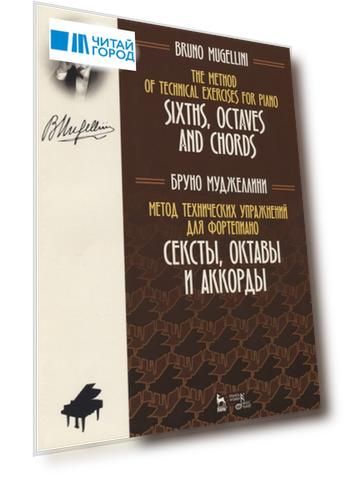 ЧИТАЙ
ГОРОД
BRUNO MUGELLINI
THE METHOD
OF TECHNICAL EXERCISES FOR PIANO
SIXTHS, OCTAVES
AND CHORDS
BMugellini
БРУНО МУДЖЕЛЛИНИ
МЕТОД ТЕХНИЧЕСКИХ УПРАЖНЕНИЙ
ДЛЯ ФОРТЕПИАНО
СЕКСТЫ, ОКТАВЫ
И АККОРДЫ